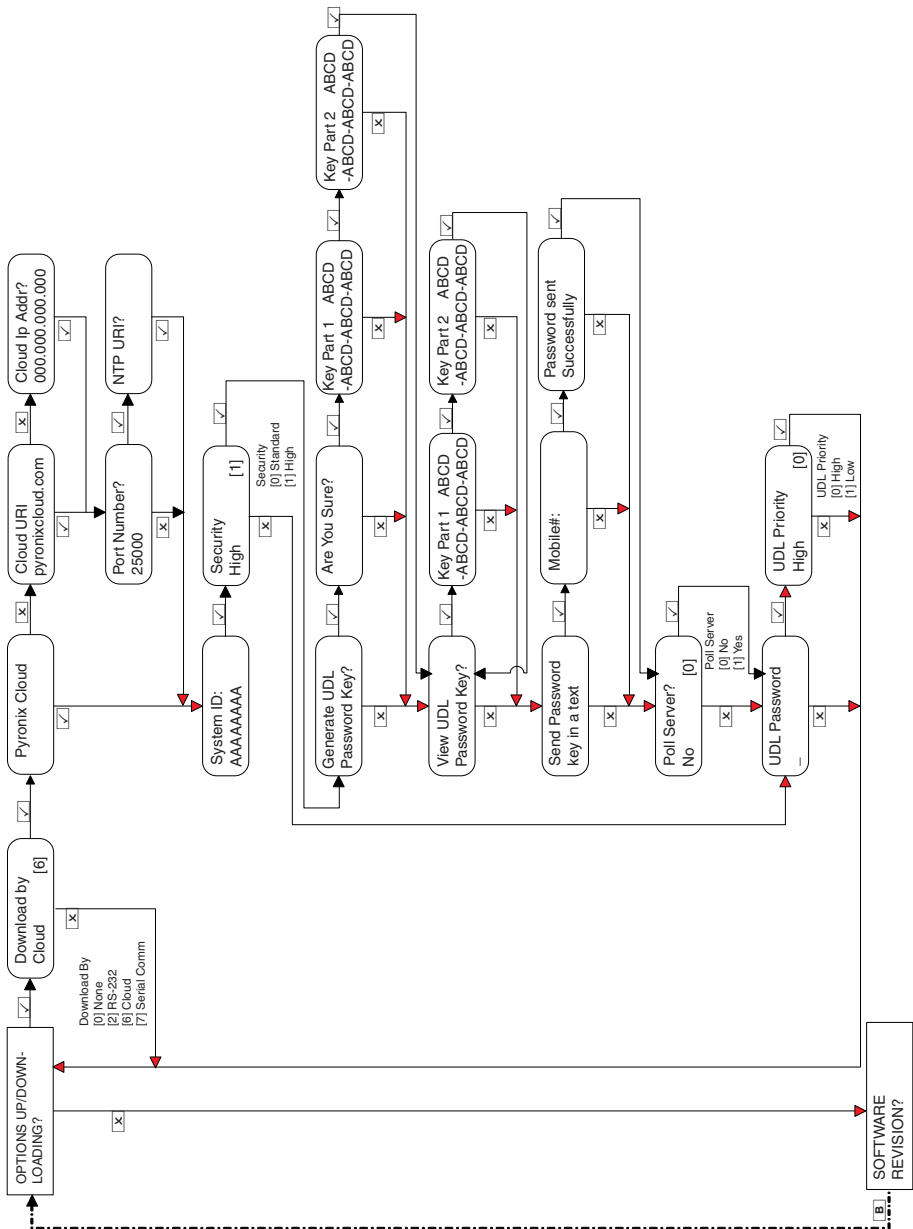 OPTIONS UP/DOWN-
LOADING?
Download by
Cloud [6]
Download By
[0] None
[2] RS-232
[6] Cloud
[7] Serial Comm
Pyronix Cloud
Cloud URI
pyronixcloud.com
Cloud Ip Addr?
000.000.000.000
Port Number?
25000
NTP URI?
System ID:
AAAAAAAA
Security
High [1]
Security
[0] Standard
[1] High
Generate UDL
Password Key?
Are You Sure?
Key Part 1 ABCD
-ABCD-ABCD-ABCD
Key Part 2 ABCD
-ABCD-ABCD-ABCD
View UDL
Password Key?
Key Part 1 ABCD
-ABCD-ABCD-ABCD
Key Part 2 ABCD
-ABCD-ABCD-ABCD
Send Password
key in a text
Mobile#:
Password sent
Successfully
Poll Server?
No [0]
Poll Server
[0] No
[1] Yes
UDL Password
_
UDL Priority
High [0]
UDL Priority
[0] High
[1] Low
SOFTWARE
REVISION?
B